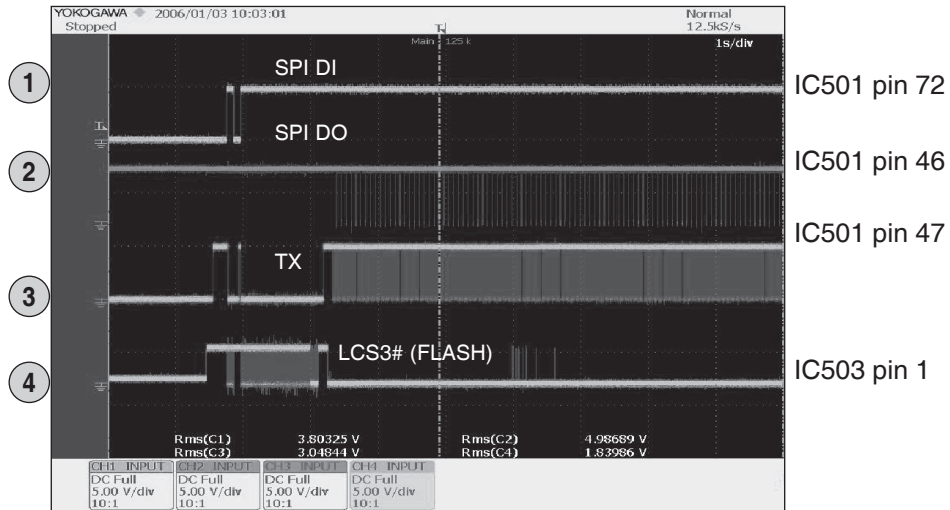 YOKOGAWA 2006/01/03 10:03:01
Normal
Stopped
12.5kS/s
Main : 125 k
1s/div
1
SPI DI
IC501 pin 72
SPI DO
2
IC501 pin 46
IC501 pin 47
TX
3
LCS3# (FLASH)
4
IC503 pin 1
Rms(C1) 3.80325 V
Rms(C2) 4.98689 V
Rms(C3) 3.04844 V
Rms(C4) 1.83986 V
CH1 INPUT CH2 INPUT CH3 INPUT CH4 INPUT
DC Full DC Full DC Full DC Full
5.00 V/div 5.00 V/div 5.00 V/div 5.00 V/div
10:1 10:1 10:1 10:1